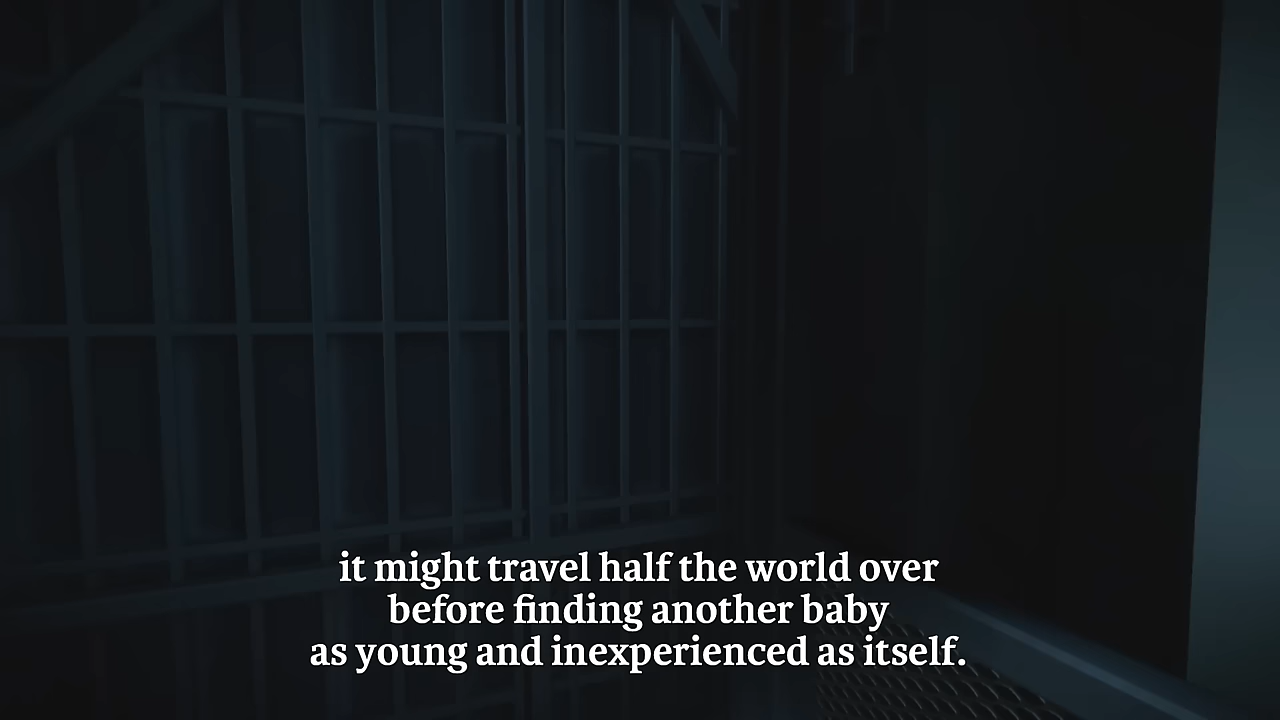 it might travel half the world over
before finding another baby
as young and inexperienced as itself.